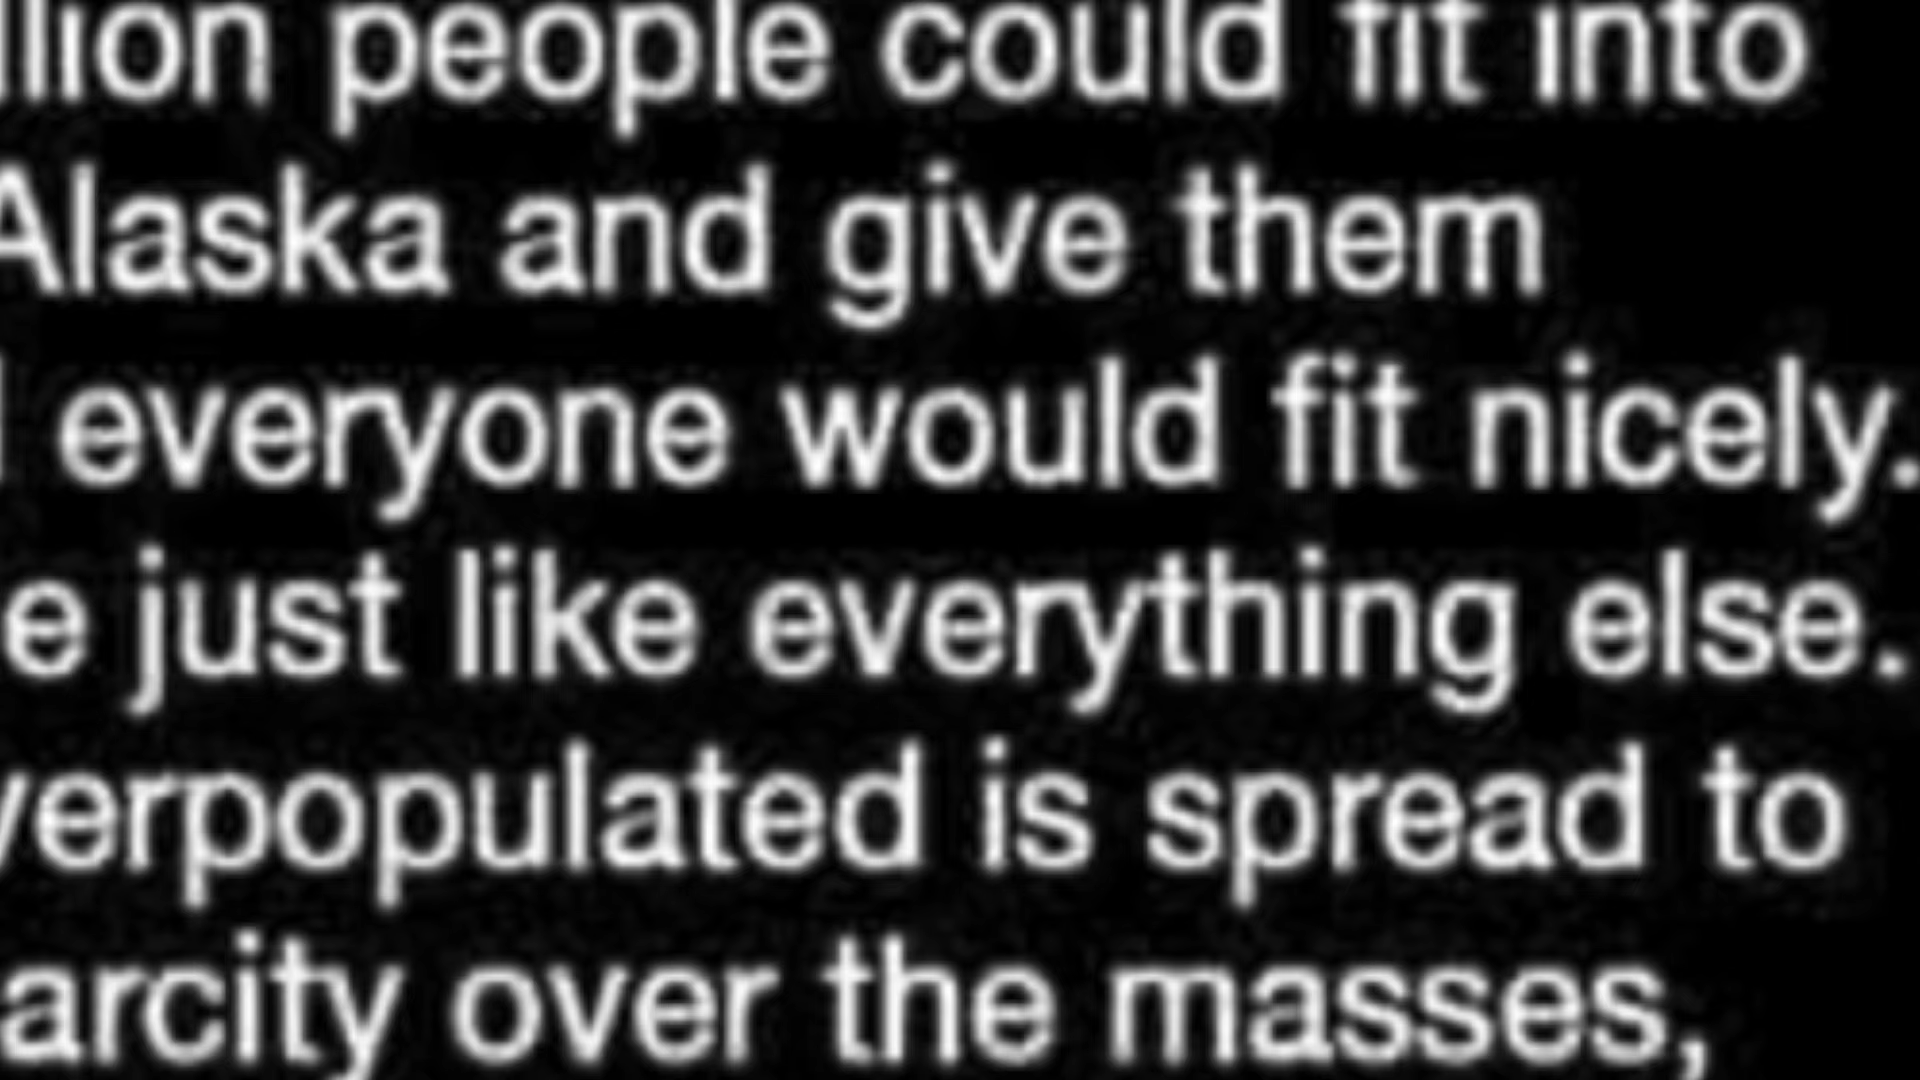 llion people could fit into
Alaska and give them
everyone would fit nicely.
e just like everything else.
verpopulated is spread to
arcity over the masses,